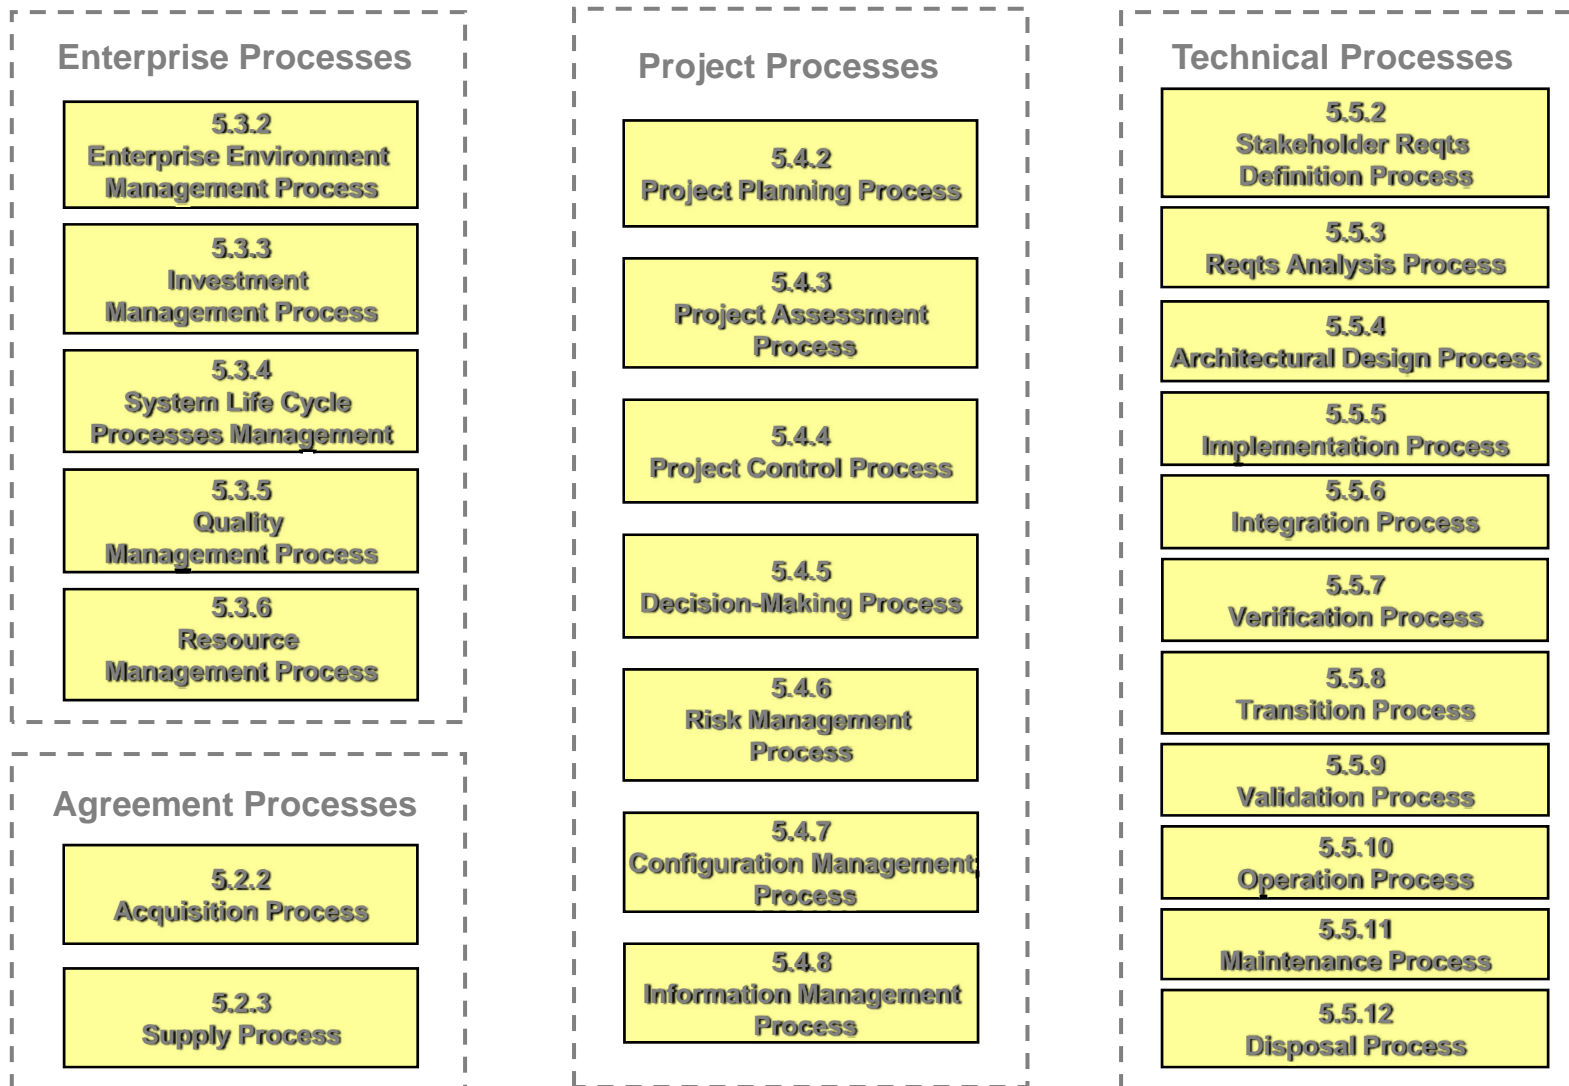 Enterprise Processes
5.3.2
Enterprise Environment
Management Process
5.3.3
Investment
Management Process
5.3.4
System Life Cycle
Processes Management
5.3.5
Quality
Management Process
5.3.6
Resource
Management Process
Agreement Processes
5.2.2
Acquisition Process
5.2.3
Supply Process
Project Processes
5.4.2
Project Planning Process
5.4.3
Project Assessment
Process
5.4.4
Project Control Process
5.4.5
Decision-Making Process
5.4.6
Risk Management
Process
5.4.7
Configuration Management
Process
5.4.8
Information Management
Process
Technical Processes
5.5.2
Stakeholder Reqts
Definition Process
5.5.3
Reqts Analysis Process
5.5.4
Architectural Design Process
5.5.5
Implementation Process
5.5.6
Integration Process
5.5.7
Verification Process
5.5.8
Transition Process
5.5.9
Validation Process
5.5.10
Operation Process
5.5.11
Maintenance Process
5.5.12
Disposal Process